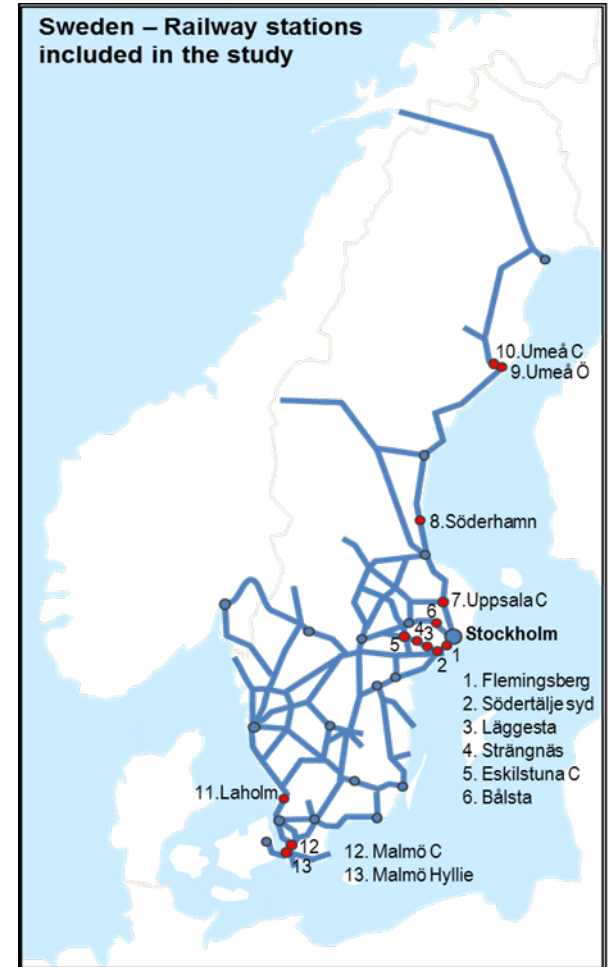 Sweden – Railway stations
included in the study
10.Umeå C
9.Umeå Ö
8.Söderhamn
7.Uppsala C
6
Stockholm
4
3
5
1
2
1. Flemingsberg
2. Södertälje syd
3. Läggesta
4. Strängnäs
5. Eskilstuna C
6. Bålsta
11.Laholm
12
13
12. Malmö C
13. Malmö Hyllie